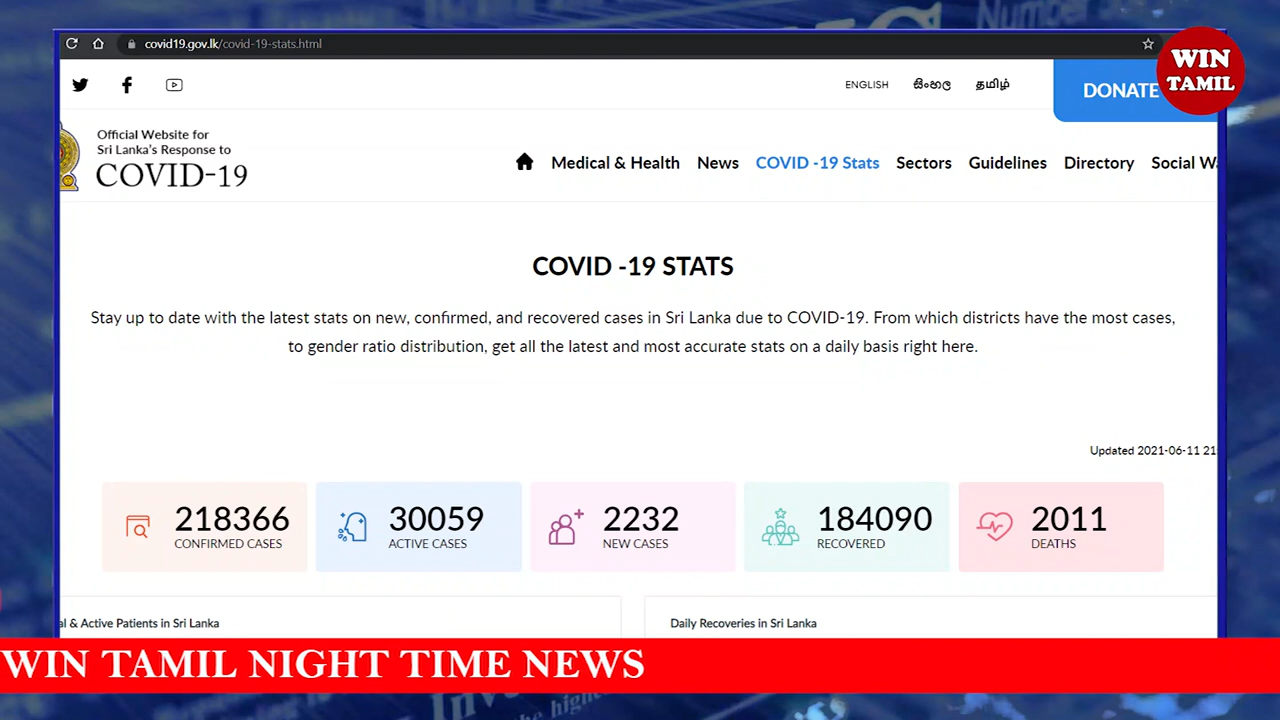 Number
covid19.gov.lk/covid-19-stats.html
WIN
TAMIL
ENGLISH
සිංහල
தமிழ்
DONATE
Official Website for
Sri Lanka's Response to
COVID-19
Medical & Health News COVID -19 Stats Sectors Guidelines Directory Social W
COVID -19 STATS
Stay up to date with the latest stats on new, confirmed, and recovered cases in Sri Lanka due to COVID-19. From which districts have the most cases,
to gender ratio distribution, get all the latest and most accurate stats on a daily basis right here.
Updated 2021-06-11 21
218366
CONFIRMED CASES
30059
ACTIVE CASES
2232
NEW CASES
184090
RECOVERED
2011
DEATHS
al & Active Patients in Sri Lanka
Daily Recoveries in Sri Lanka
WIN TAMIL NIGHT TIME NEWS